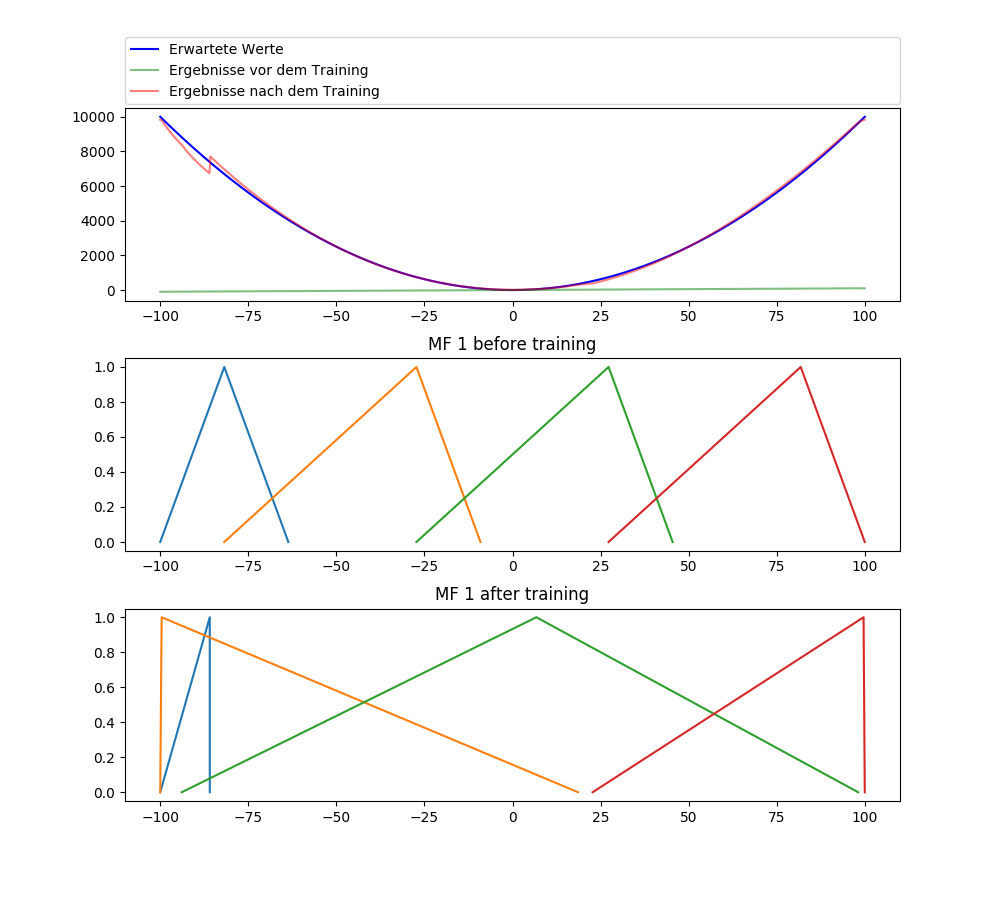 Erwartete Werte
Ergebnisse vor dem Training
Ergebnisse nach dem Training
10000
8000
6000
4000
2000
0
−100 −75 −50 −25 0 25 50 75 100
MF 1 before training
1.0
0.8
0.6
0.4
0.2
0.0
−100 −75 −50 −25 0 25 50 75 100
MF 1 after training
1.0
0.8
0.6
0.4
0.2
0.0
−100 −75 −50 −25 0 25 50 75 100